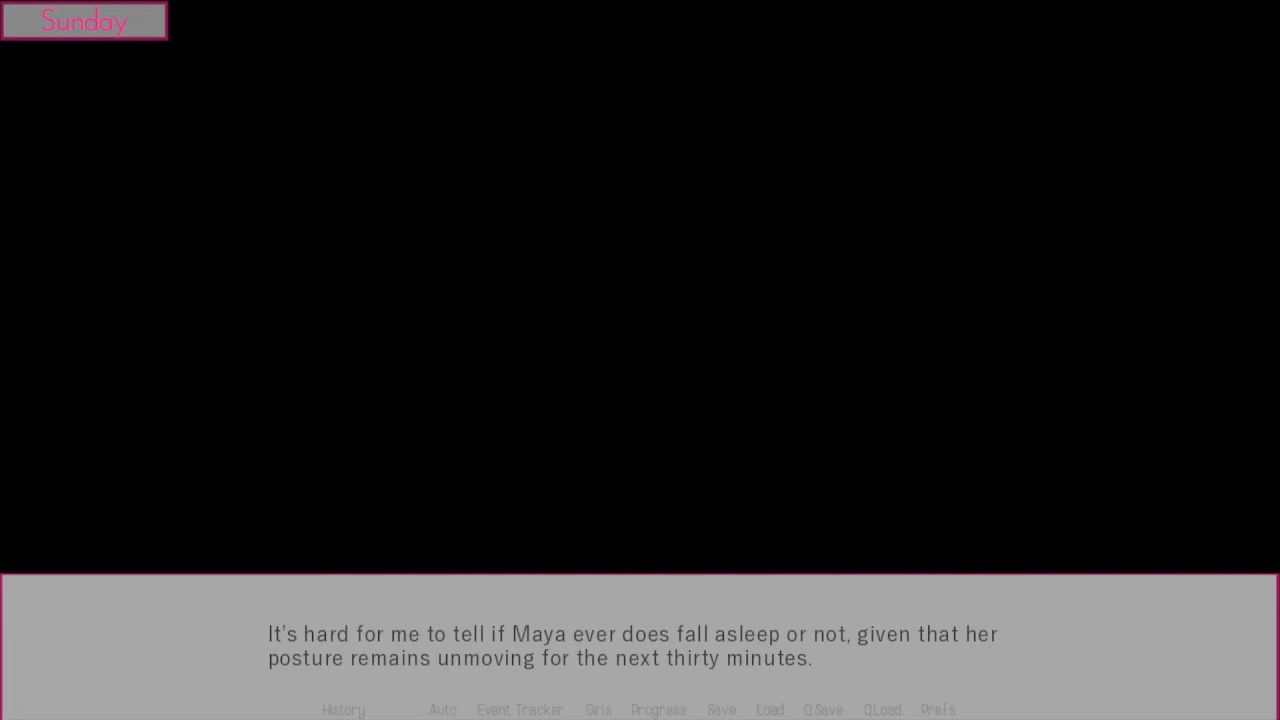 Sunday
It's hard for me to tell if Maya ever does fall asleep or not, given that her
posture remains unmoving for the next thirty minutes.
History Auto Event Tracker Girls Progress Save Load Q.Save Q.Load Prefs